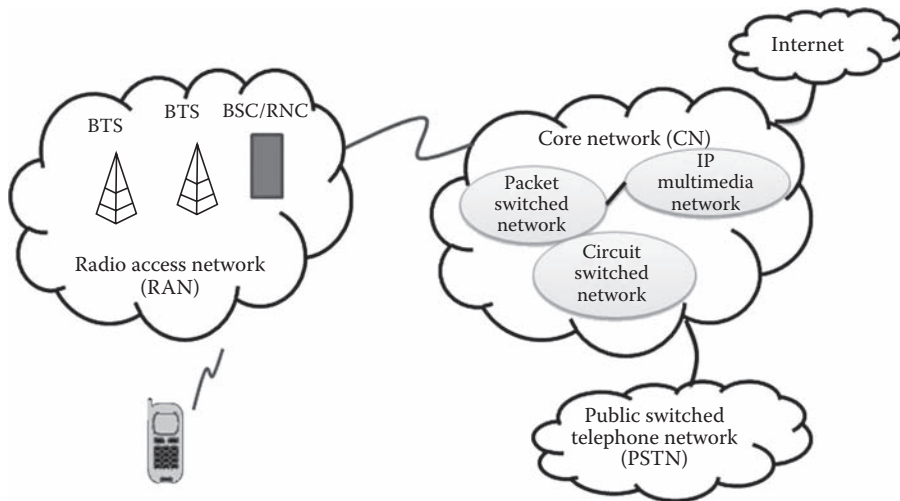 Internet
BTS
BTS
BSC/RNC
Radio access network
(RAN)
Core network (CN)
Packet
switched
network
IP
multimedia
network
Circuit
switched
network
Public switched
telephone network
(PSTN)